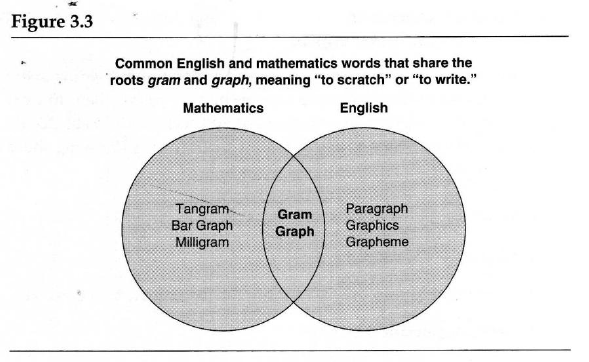 Figure 3.3
Common English and mathematics words that share the
roots gram and graph, meaning “to scratch” or “to write.”
Mathematics
English
Tangram
Bar Graph
Milligram
Gram
Graph
Paragraph
Graphics
Grapheme